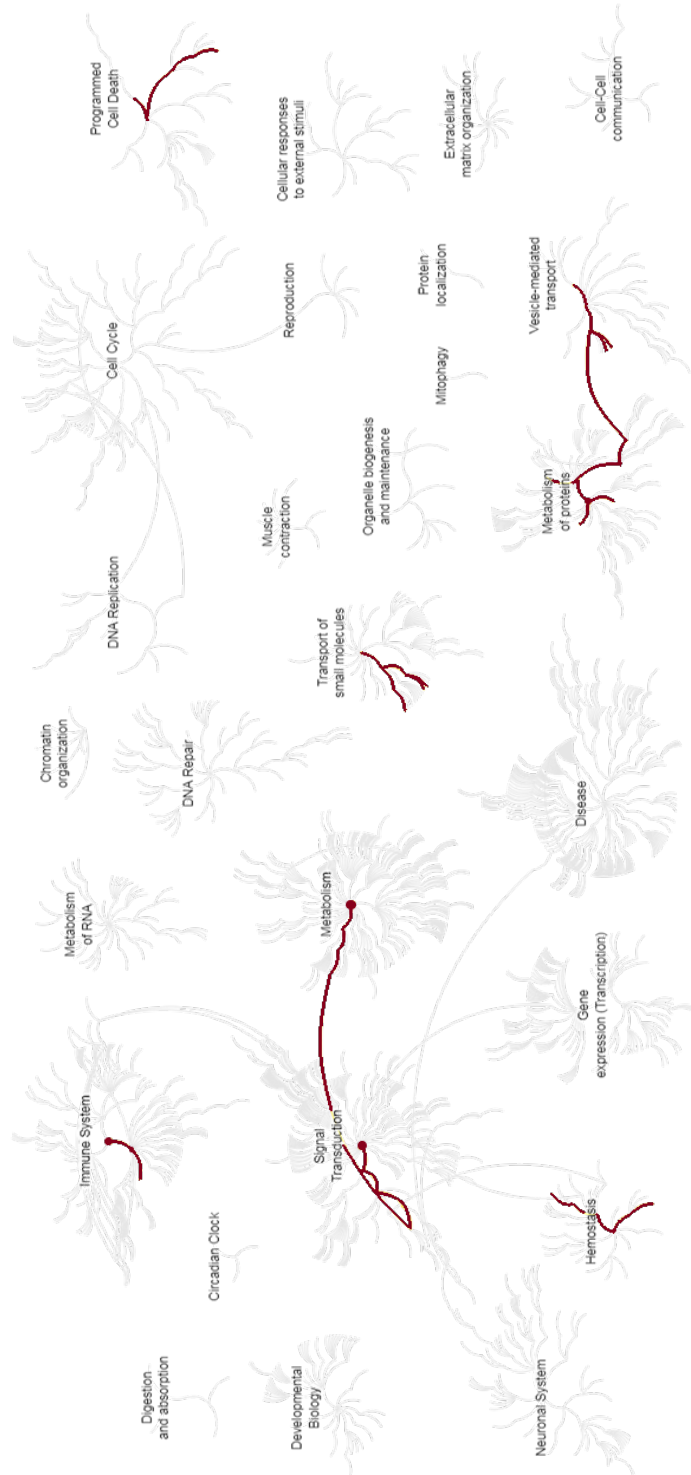 Digestion
and absorption
Circadian Clock
Immune System
Metabolism
of RNA
Chromatin
organization
DNA Repair
DNA Replication
Cell Cycle
Programmed
Cell Death
Developmental
Biology
Signal
Transduction
Metabolism
Transport of
small molecules
Muscle
contraction
Reproduction
Cellular responses
to external stimuli
Organelle biogenesis
and maintenance
Mitophagy
Protein
localization
Extracellular
matrix organization
Neuronal System
Hemostasis
Gene
expression (Transcription)
Disease
Metabolism
of proteins
Vesicle-mediated
transport
Cell-Cell
communication